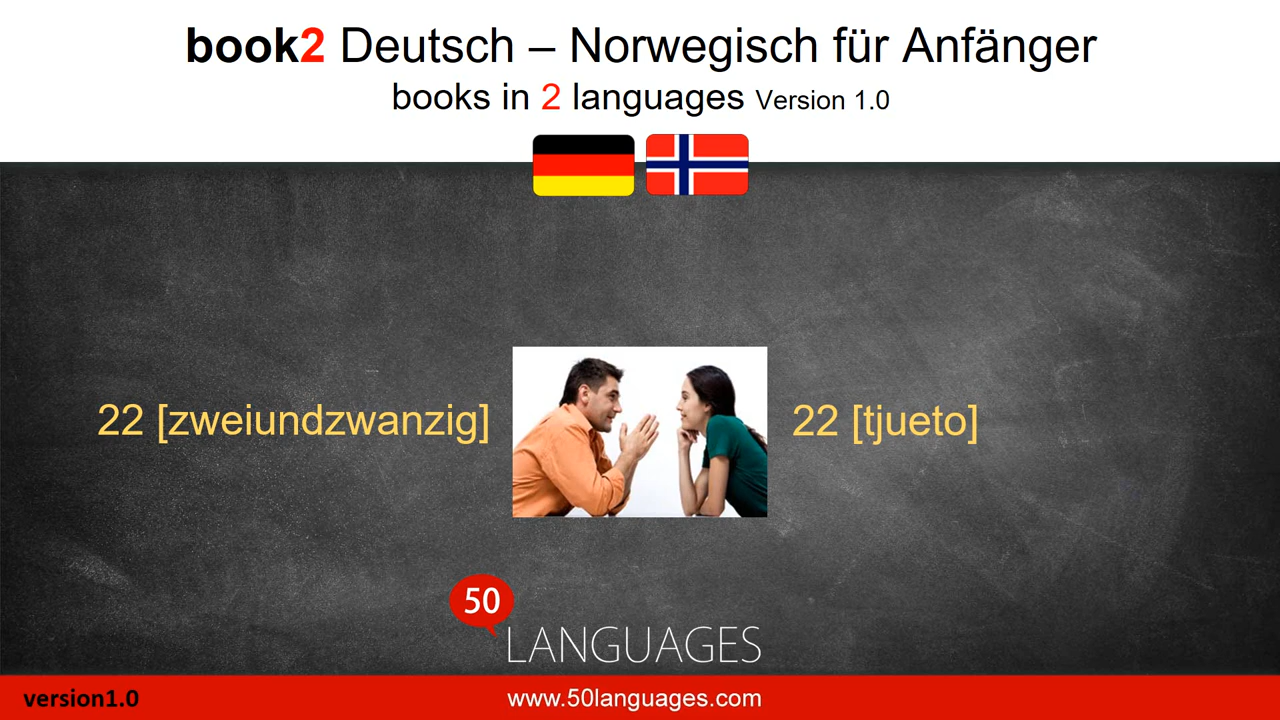 book2 Deutsch – Norwegisch für Anfänger
books in 2 languages Version 1.0
22 [zweiundzwanzig]
22 [tjueto]
50
LANGUAGES
version1.0
www.50languages.com